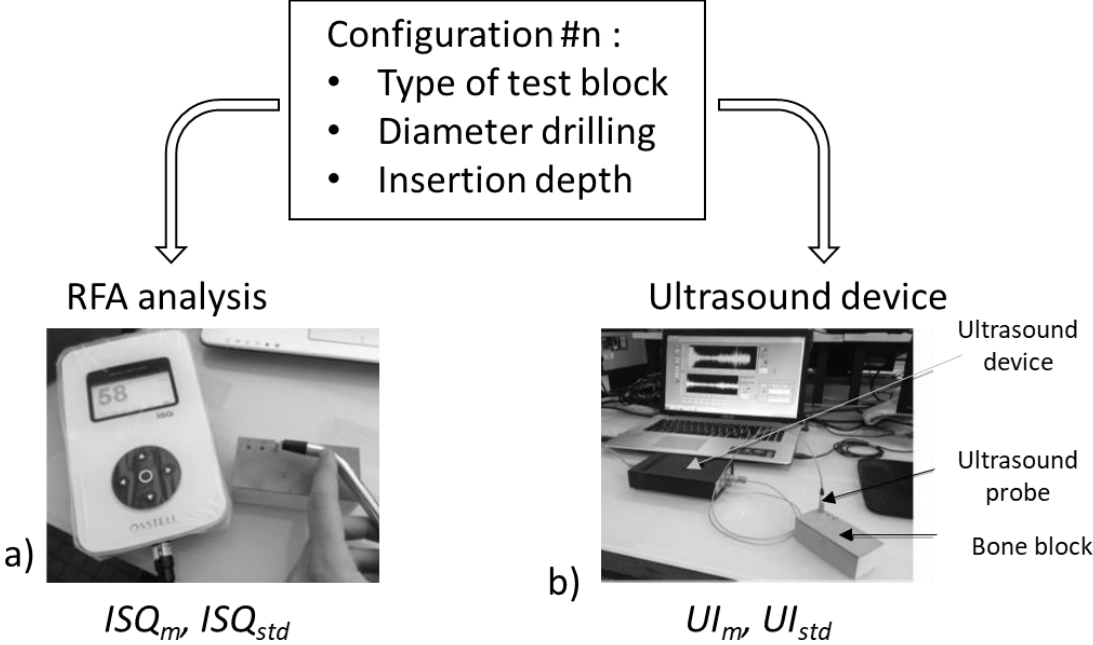 Configuration #n :
• Type of test block
• Diameter drilling
• Insertion depth
RFA analysis
Ultrasound device
58
ISQ
OSSTELL
Ultrasound
device
Ultrasound
probe
Bone block
a)
b)
ISQm, ISQstd
UIm, UIstd